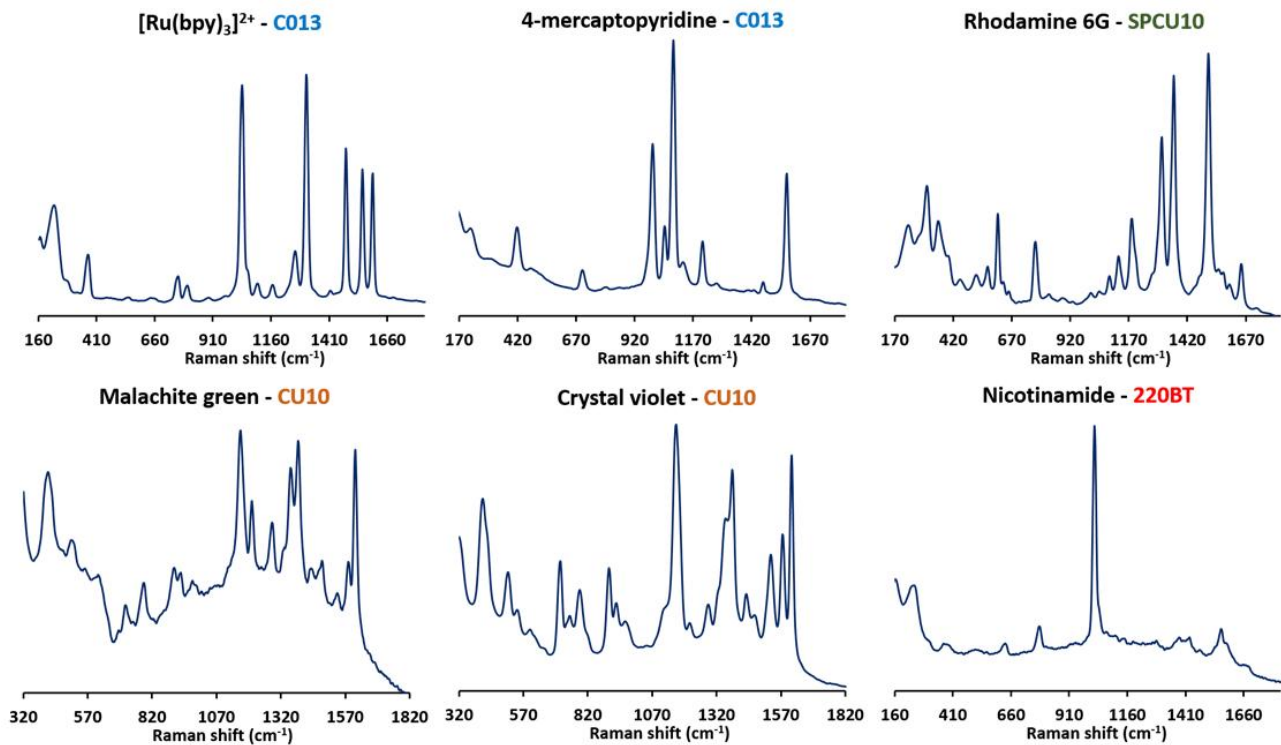 [Ru(bpy)₃]²⁺ - C013
4-mercaptopyridine - C013
Rhodamine 6G - SPCU10
160 410 660 910 1160 1410 1660
Raman shift (cm⁻¹)
170 420 670 920 1170 1420 1670
Raman shift (cm⁻¹)
170 420 670 920 1170 1420 1670
Raman shift (cm⁻¹)
Malachite green - CU10
Crystal violet - CU10
Nicotinamide - 220BT
320 570 820 1070 1320 1570 1820
Raman shift (cm⁻¹)
320 570 820 1070 1320 1570 1820
Raman shift (cm⁻¹)
160 410 660 910 1160 1410 1660
Raman shift (cm⁻¹)